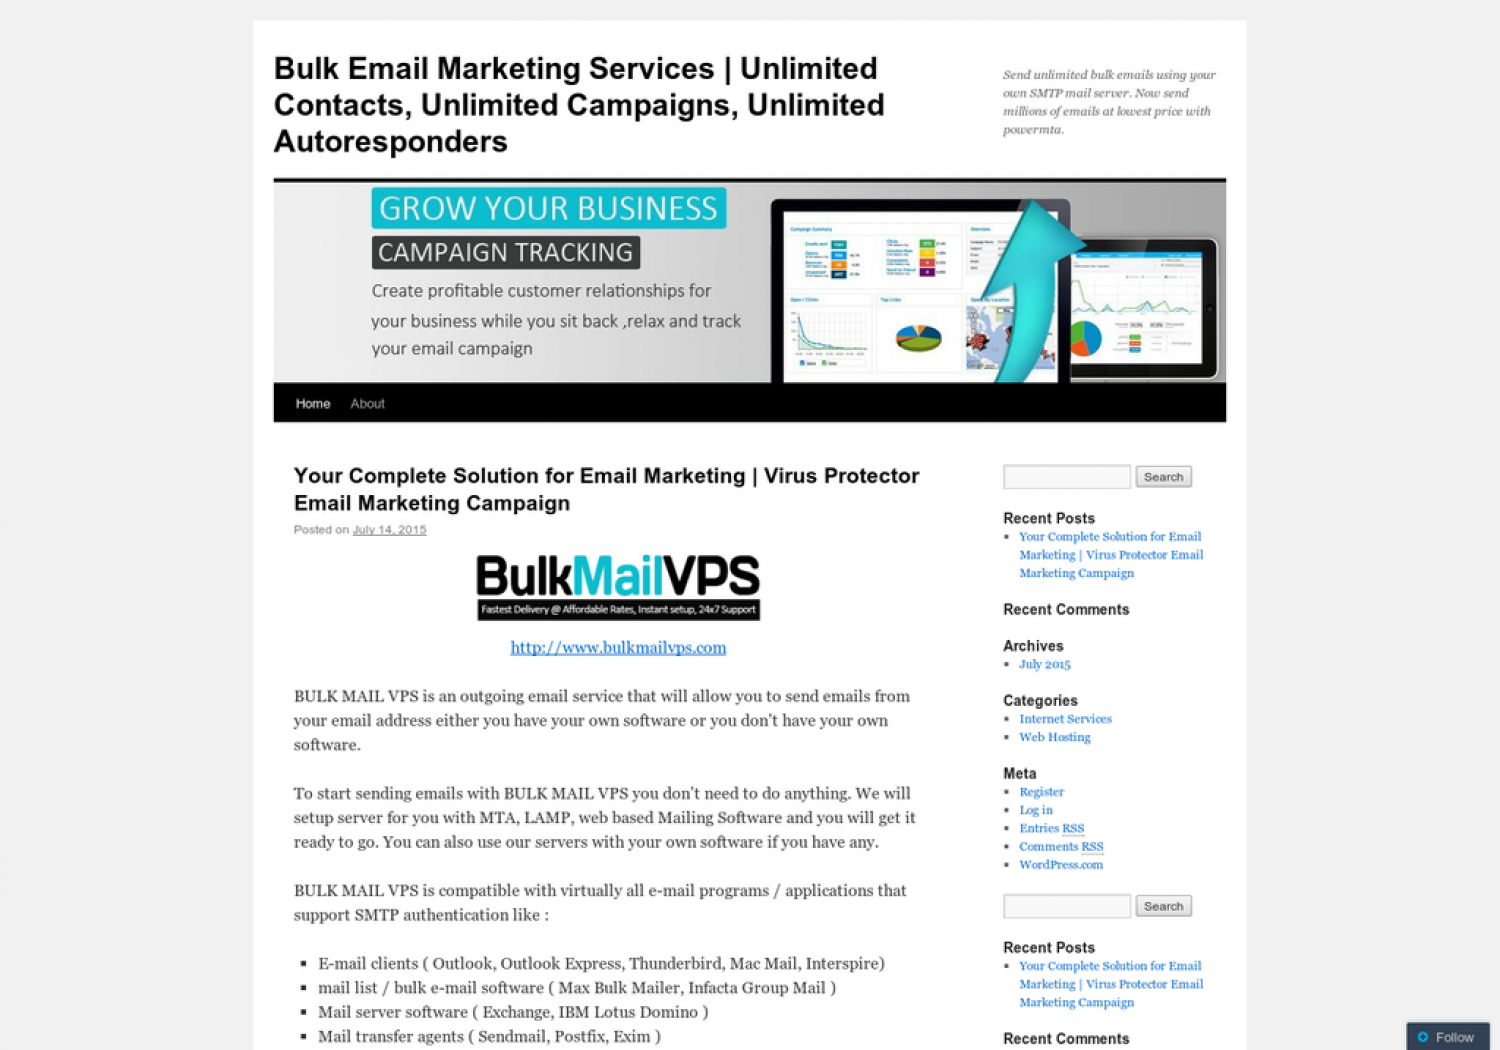 Bulk Email Marketing Services | Unlimited
Contacts, Unlimited Campaigns, Unlimited
Autoresponders
Send unlimited bulk emails using your
own SMTP mail server. Now send
millions of emails at lowest price with
powermta.
GROW YOUR BUSINESS
CAMPAIGN TRACKING
Create profitable customer relationships for
your business while you sit back ,relax and track
your email campaign
Campaign Summary
Overview
Open / Clicks
Top Links
Home
About
Your Complete Solution for Email Marketing | Virus Protector
Email Marketing Campaign
Posted on July 14, 2015
BulkMailVPS
Fastest Delivery @ Affordable Rates, Instant setup, 24x7 Support
http://www.bulkmailvps.com
BULK MAIL VPS is an outgoing email service that will allow you to send emails from
your email address either you have your own software or you don't have your own
software.
To start sending emails with BULK MAIL VPS you don't need to do anything. We will
setup server for you with MTA, LAMP, web based Mailing Software and you will get it
ready to go. You can also use our servers with your own software if you have any.
BULK MAIL VPS is compatible with virtually all e-mail programs / applications that
support SMTP authentication like :
E-mail clients ( Outlook, Outlook Express, Thunderbird, Mac Mail, Interspire)
mail list / bulk e-mail software ( Max Bulk Mailer, Infacta Group Mail )
Mail server software ( Exchange, IBM Lotus Domino )
Mail transfer agents ( Sendmail, Postfix, Exim )
Search
Recent Posts
Your Complete Solution for Email
Marketing | Virus Protector Email
Marketing Campaign
Recent Comments
Archives
July 2015
Categories
Internet Services
Web Hosting
Meta
Register
Log in
Entries RSS
Comments RSS
WordPress.com
Search
Recent Posts
Your Complete Solution for Email
Marketing | Virus Protector Email
Marketing Campaign
Recent Comments
Follow